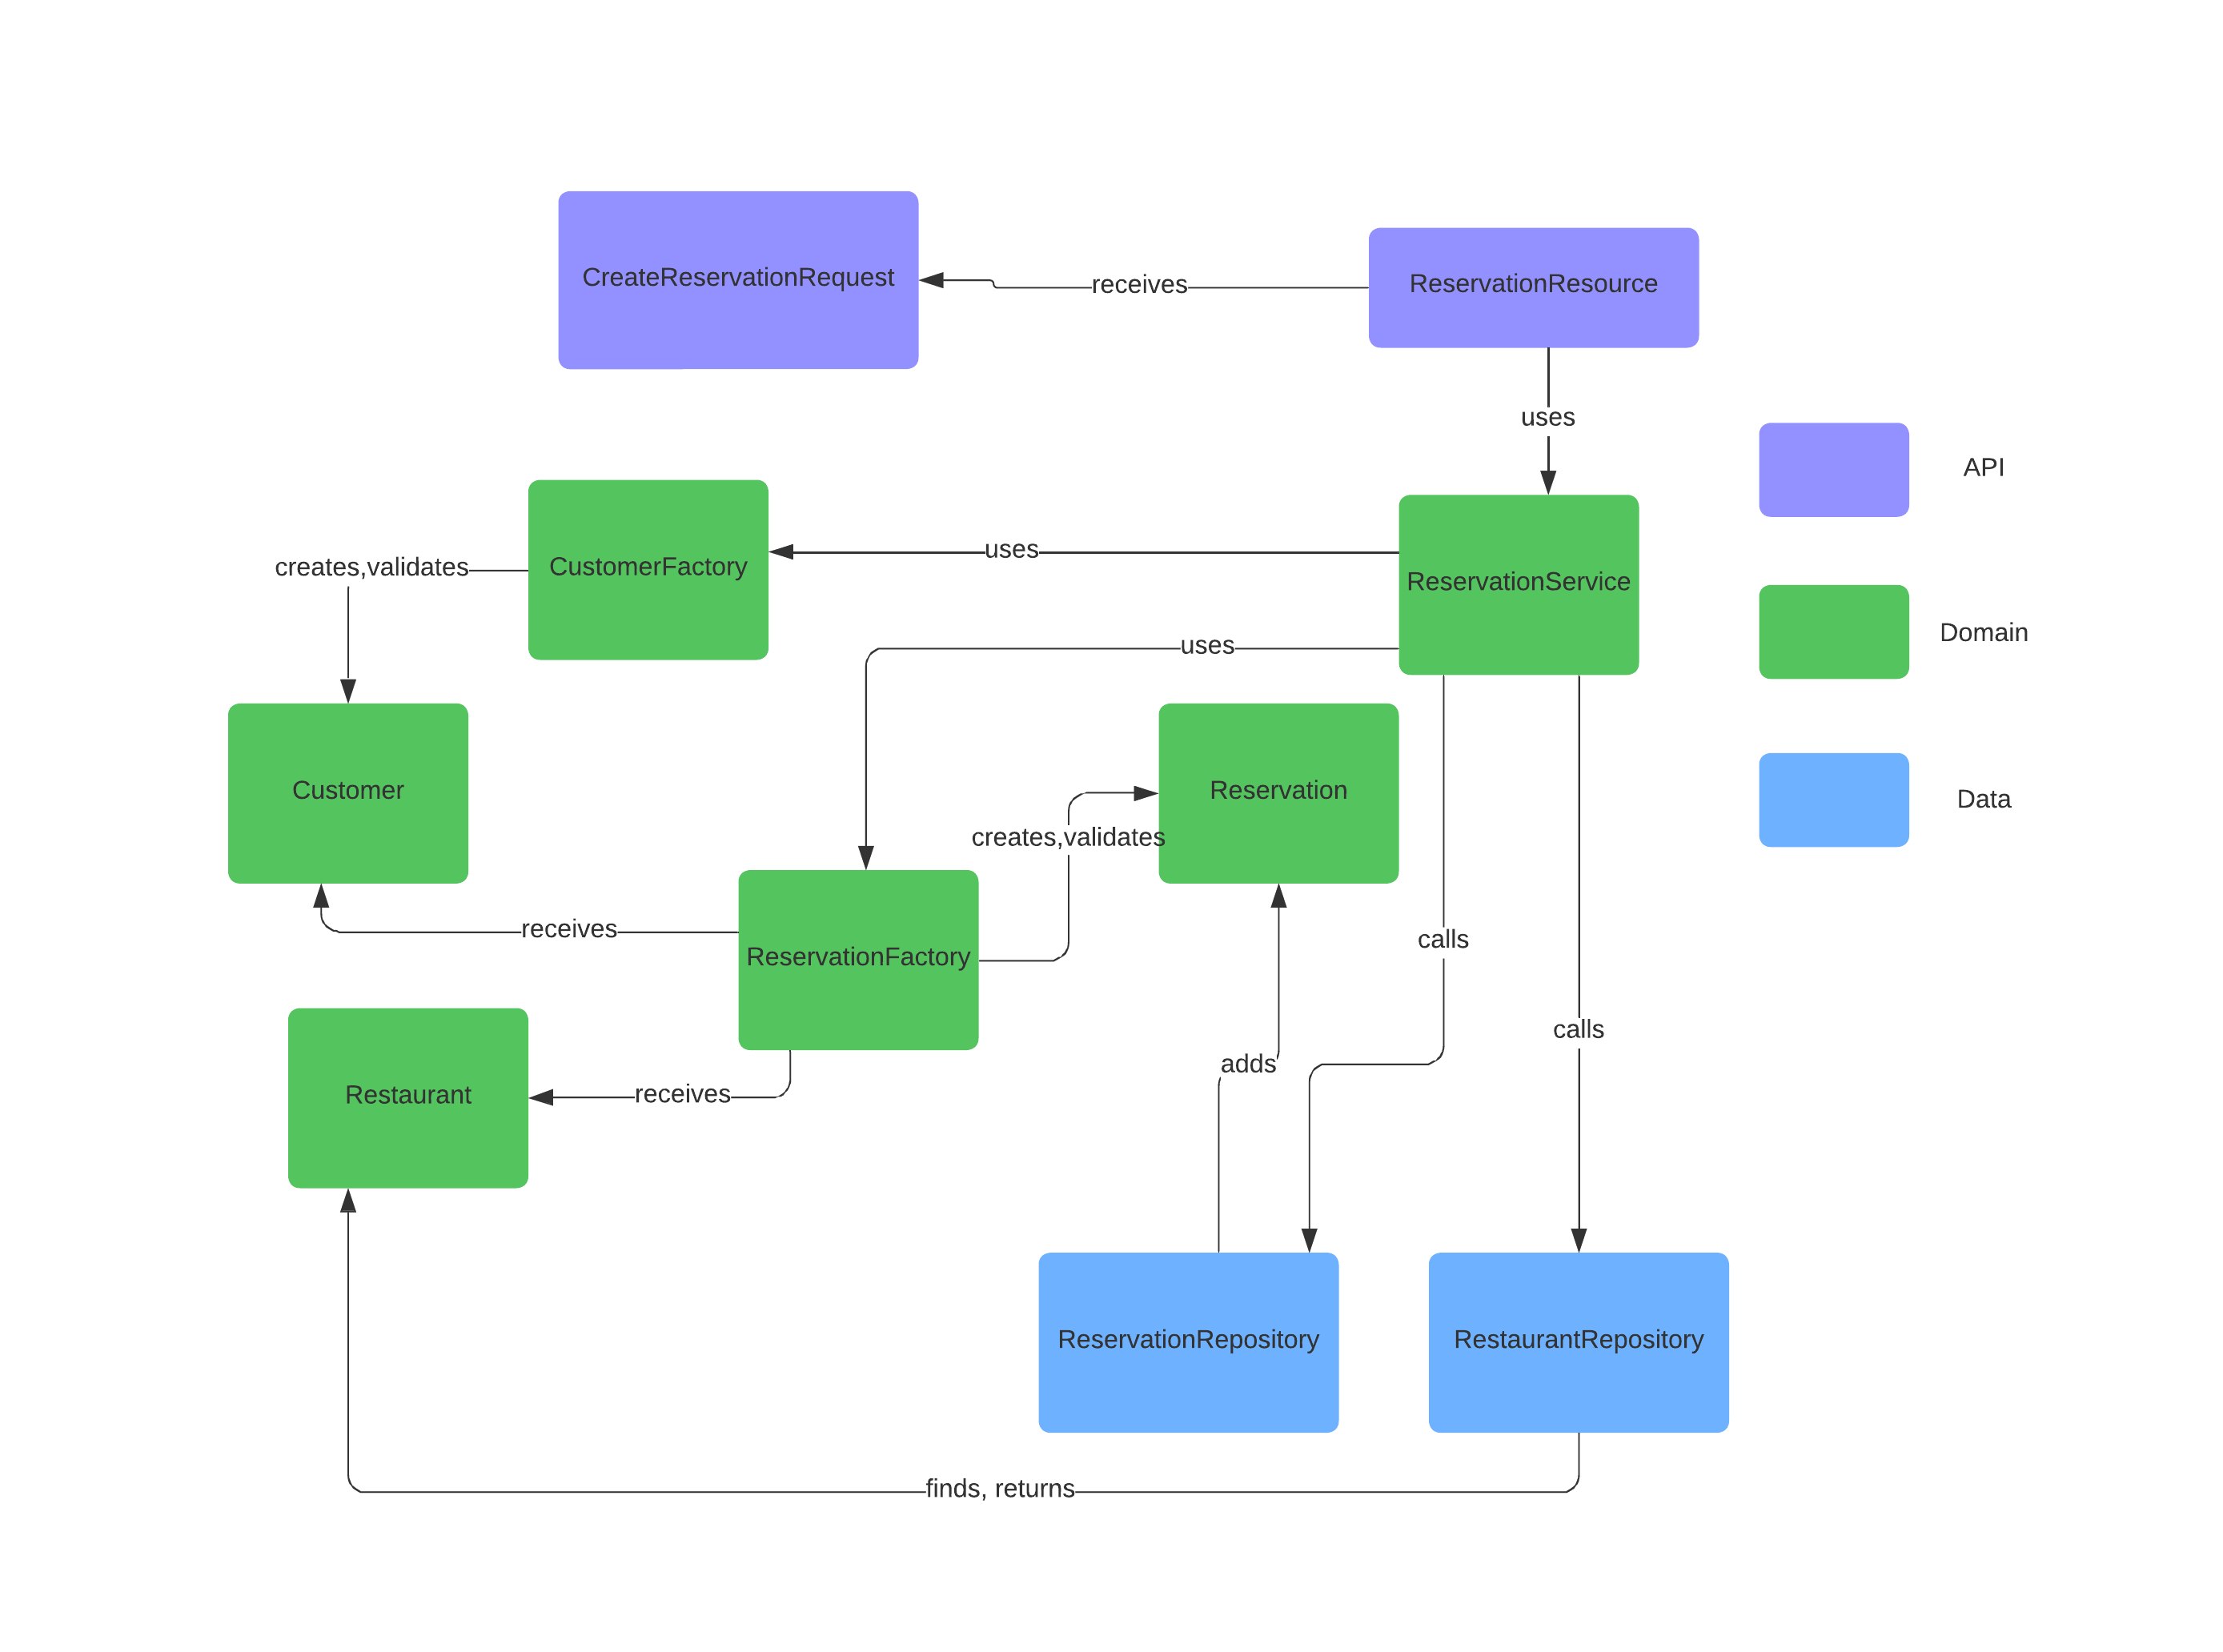 CreateReservationRequest
receives
ReservationResource
uses
API
CustomerFactory
uses
creates,validates
ReservationService
Domain
uses
Customer
Reservation
Data
creates,validates
receives
calls
ReservationFactory
calls
adds
Restaurant
receives
ReservationRepository
RestaurantRepository
finds, returns